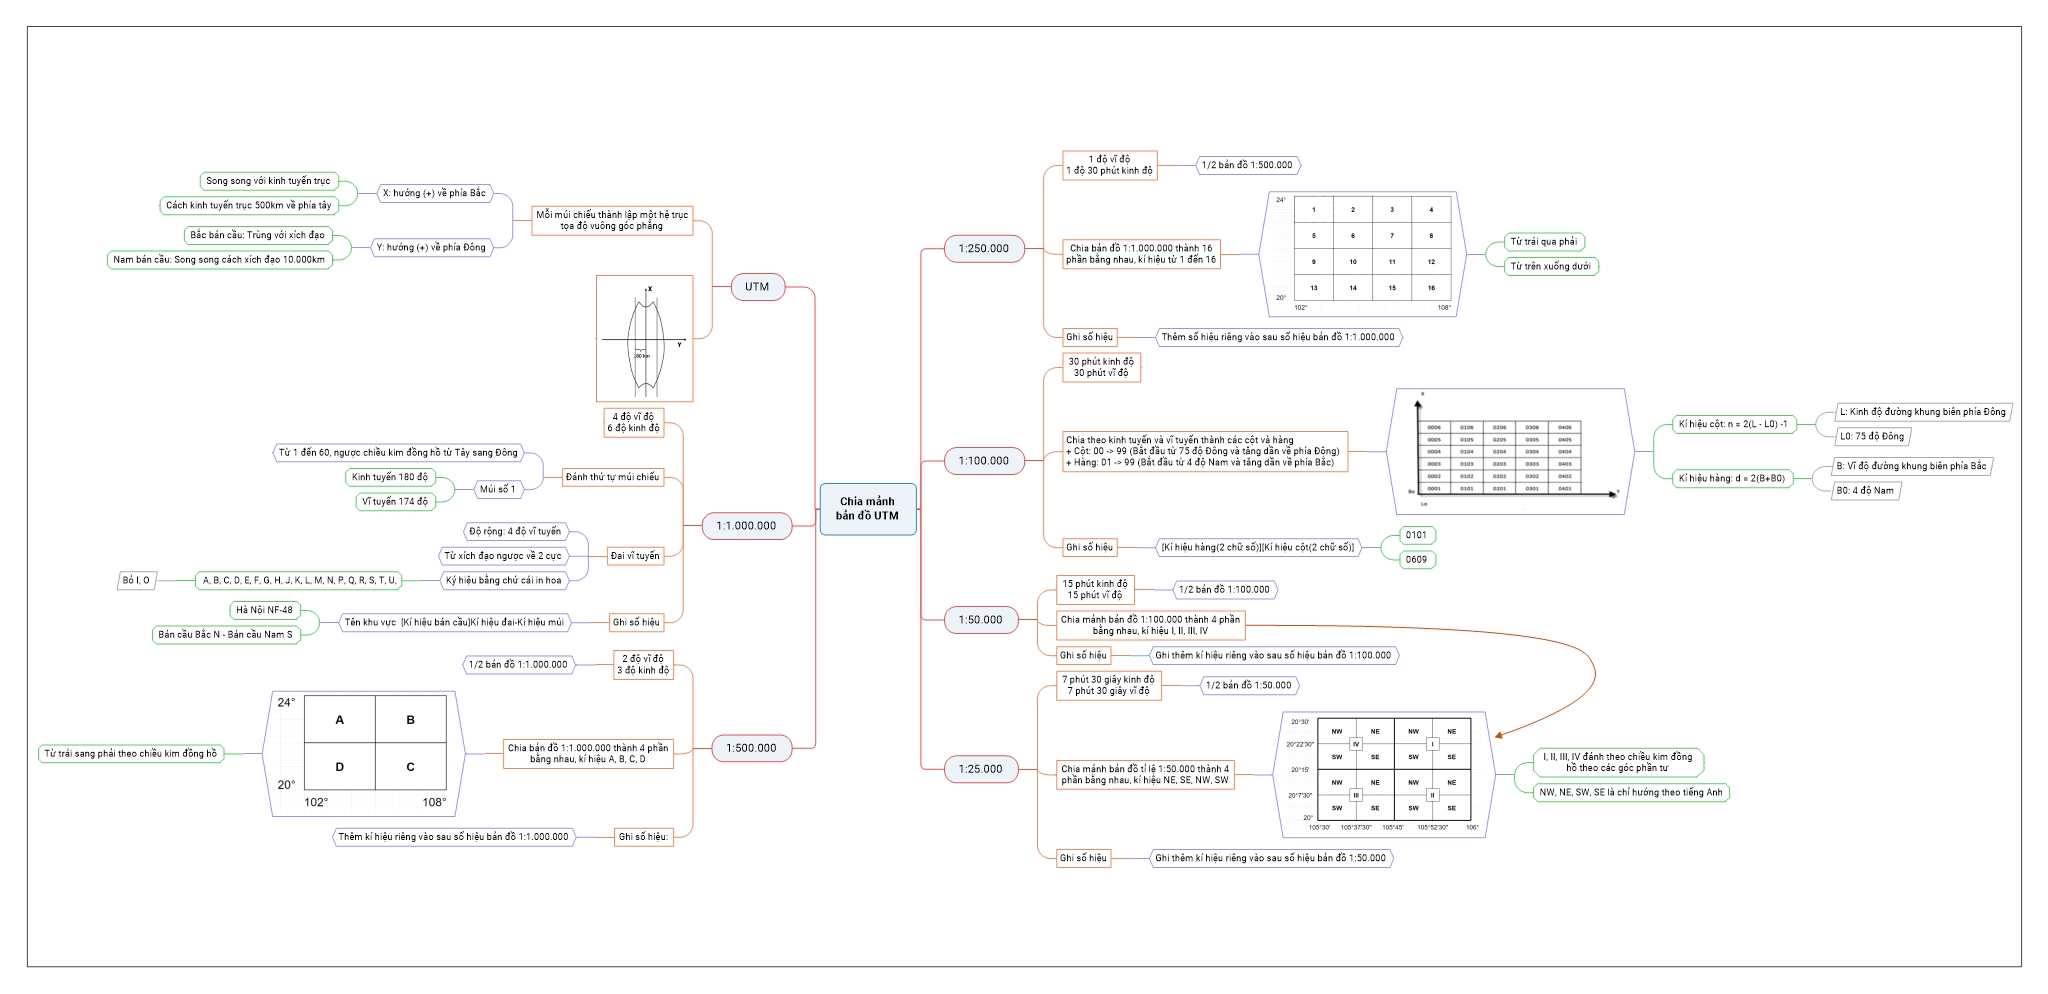 Chia mảnh
bản đồ UTM
UTM
Mỗi múi chiếu thành lập một hệ trục
tọa độ vuông góc phẳng
X: hướng (+) về phía Bắc
Song song với kinh tuyến trục
Cách kinh tuyến trục 500km về phía tây
Y: hướng (+) về phía Đông
Bắc bán cầu: Trùng với xích đạo
Nam bán cầu: Song song cách xích đạo 10.000km
X
Y
180 km
1:1.000.000
4 độ vĩ độ
6 độ kinh độ
Đánh thứ tự múi chiếu
Từ 1 đến 60, ngược chiều kim đồng hồ từ Tây sang Đông
Múi số 1
Kinh tuyến 180 độ
Vĩ tuyến 174 độ
Đai vĩ tuyến
Độ rộng: 4 độ vĩ tuyến
Từ xích đạo ngược về 2 cực
Ký hiệu bằng chứ cái in hoa
A, B, C, D, E, F, G, H, J, K, L, M, N, P, Q, R, S, T, U,
Bỏ I, O
Ghi số hiệu
Tên khu vực [Kí hiệu bán cầu]Kí hiệu đai-Kí hiệu múi
Hà Nội NF-48
Bán cầu Bắc N - Bán cầu Nam S
1:500.000
2 độ vĩ độ
3 độ kinh độ
1/2 bản đồ 1:1.000.000
Chia bản đồ 1:1.000.000 thành 4 phần
bằng nhau, kí hiệu A, B, C, D
24°
A B
D C
20°
102° 108°
Từ trái sang phải theo chiều kim đồng hồ
Ghi số hiệu:
Thêm kí hiệu riêng vào sau số hiệu bản đồ 1:1.000.000
1:250.000
1 độ vĩ độ
1 độ 30 phút kinh độ
1/2 bản đồ 1:500.000
Chia bản đồ 1:1.000.000 thành 16
phần bằng nhau, kí hiệu từ 1 đến 16
24°
1 2 3 4
5 6 7 8
9 10 11 12
13 14 15 16
20°
102° 108°
Từ trái qua phải
Từ trên xuống dưới
Ghi số hiệu
Thêm số hiệu riêng vào sau số hiệu bản đồ 1:1.000.000
1:100.000
30 phút kinh độ
30 phút vĩ độ
Chia theo kinh tuyến và vĩ tuyến thành các cột và hàng
+ Cột: 00 -> 99 (Bắt đầu từ 75 độ Đông và tăng dần về phía Đông)
+ Hàng: 01 -> 99 (Bắt đầu từ 4 độ Nam và tăng dần về phía Bắc)
X
0006 0106 0206 0306 0406
0005 0105 0205 0305 0405
0004 0104 0204 0304 0404
0003 0103 0203 0303 0403
0002 0102 0202 0302 0402
0001 0101 0201 0301 0401
Bo Y
Lo
Kí hiệu cột: n = 2(L - L0) -1
L: Kinh độ đường khung biên phía Đông
L0: 75 độ Đông
Kí hiệu hàng: d = 2(B+B0)
B: Vĩ độ đường khung biên phía Bắc
B0: 4 độ Nam
Ghi số hiệu
[Kí hiệu hàng(2 chữ số)][Kí hiệu cột(2 chữ số)]
0101
0609
1:50.000
15 phút kinh độ
15 phút vĩ độ
1/2 bản đồ 1:100.000
Chia mảnh bản đồ 1:100.000 thành 4 phần
bằng nhau, kí hiệu I, II, III, IV
Ghi số hiệu
Ghi thêm kí hiệu riêng vào sau số hiệu bản đồ 1:100.000
1:25.000
7 phút 30 giây kinh độ
7 phút 30 giây vĩ độ
1/2 bản đồ 1:50.000
Chia mảnh bản đồ tỉ lệ 1:50.000 thành 4
phần bằng nhau, kí hiệu NE, SE, NW, SW
20°30'
NW NE NW NE
20°22'30" IV I
SW SE SW SE
20°15'
NW NE NW NE
20°7'30" III II
SW SE SW SE
20°
105°30' 105°37'30" 105°45' 105°52'30" 106°
I, II, III, IV đánh theo chiều kim đồng
hồ theo các góc phần tư
NW, NE, SW, SE là chỉ hướng theo tiếng Anh
Ghi số hiệu
Ghi thêm kí hiệu riêng vào sau số hiệu bản đồ 1:50.000